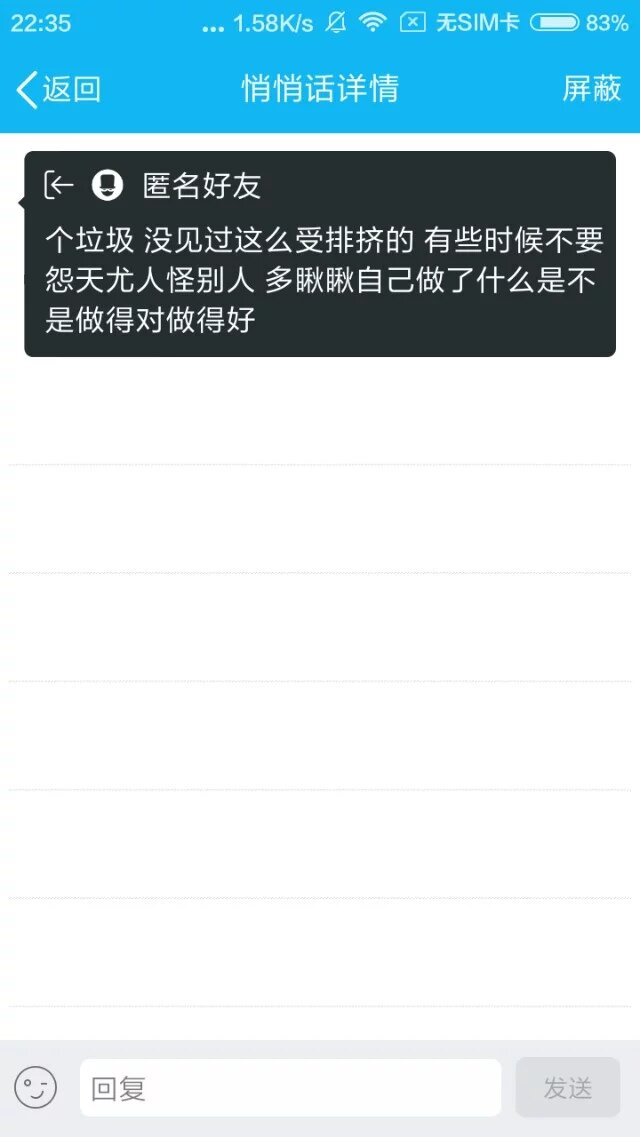 22:35 ... 1.58K/s 无SIM卡 83%
返回 悄悄话详情 屏蔽
匿名好友
个垃圾 没见过这么受排挤的 有些时候不要
怨天尤人怪别人 多瞅瞅自己做了什么是不
是做得对做得好
回复 发送